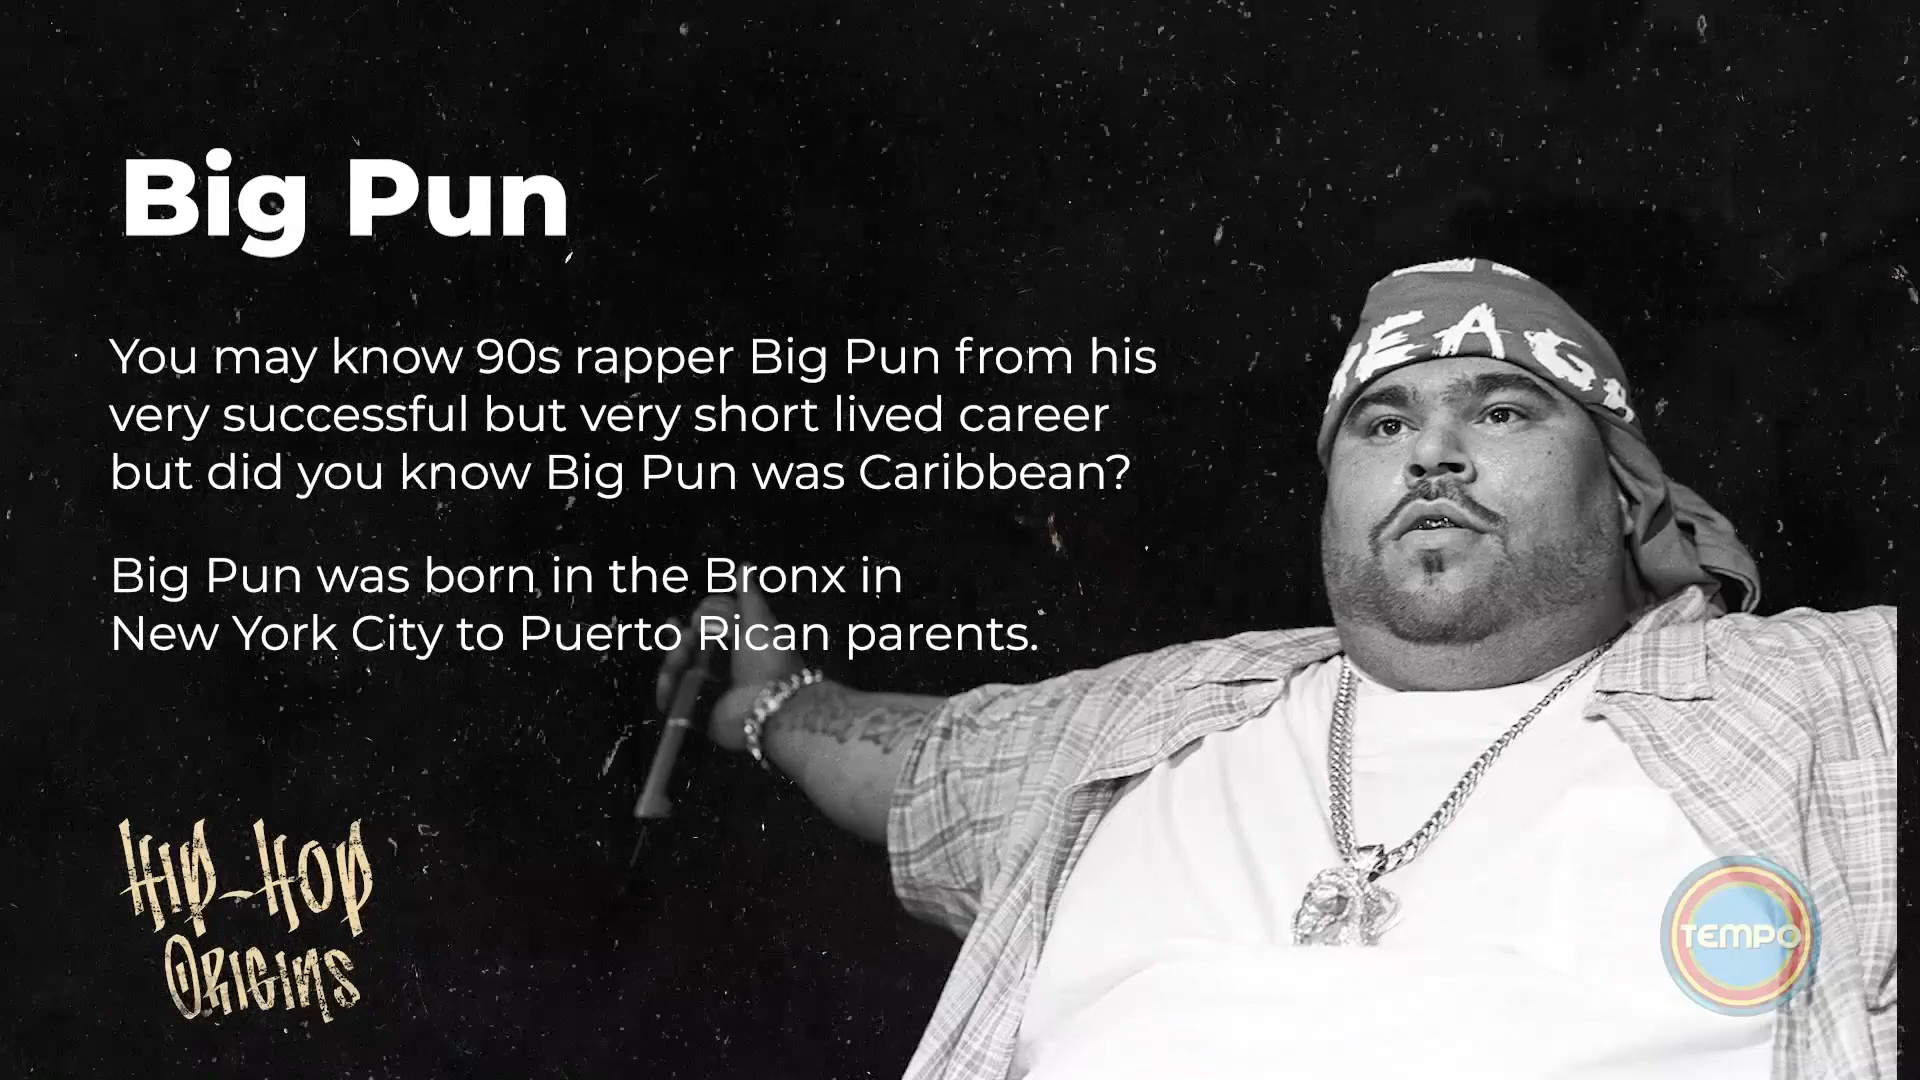 Big Pun
You may know 90s rapper Big Pun from his
very successful but very short lived career
but did you know Big Pun was Caribbean?
Big Pun was born in the Bronx in
New York City to Puerto Rican parents.
Hip-Hop
Origins
TEMPO